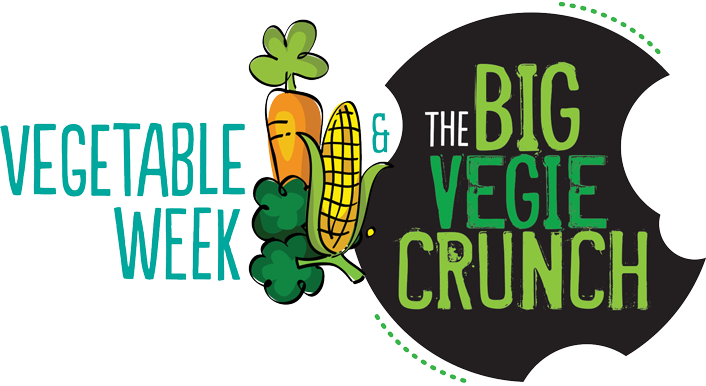 VEGETABLE
WEEK
&
THE BIG
VEGIE
CRUNCH